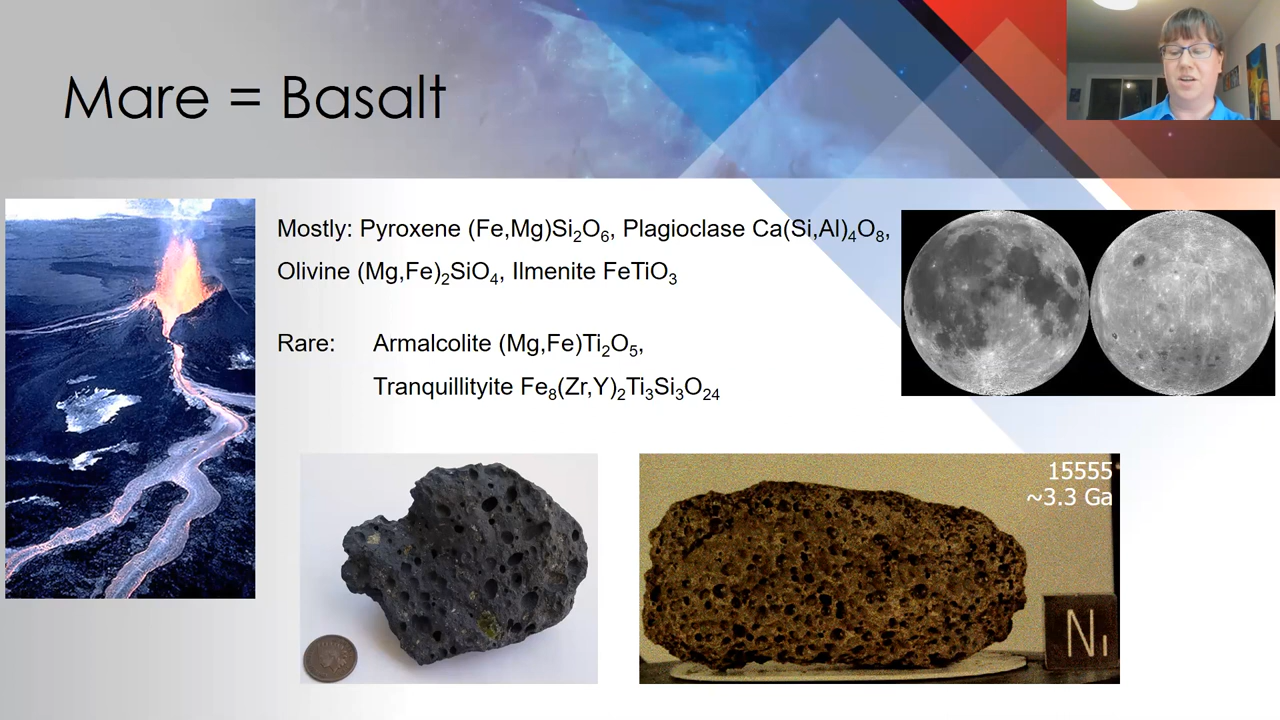 Mare = Basalt
Mostly: Pyroxene (Fe,Mg)Si₂O₆, Plagioclase Ca(Si,Al)₄O₈,
Olivine (Mg,Fe)₂SiO₄, Ilmenite FeTiO₃
Rare: Armalcolite (Mg,Fe)Ti₂O₅,
Tranquillityite Fe₈(Zr,Y)₂Ti₃Si₃O₂₄
15555
~3.3 Ga
N₁